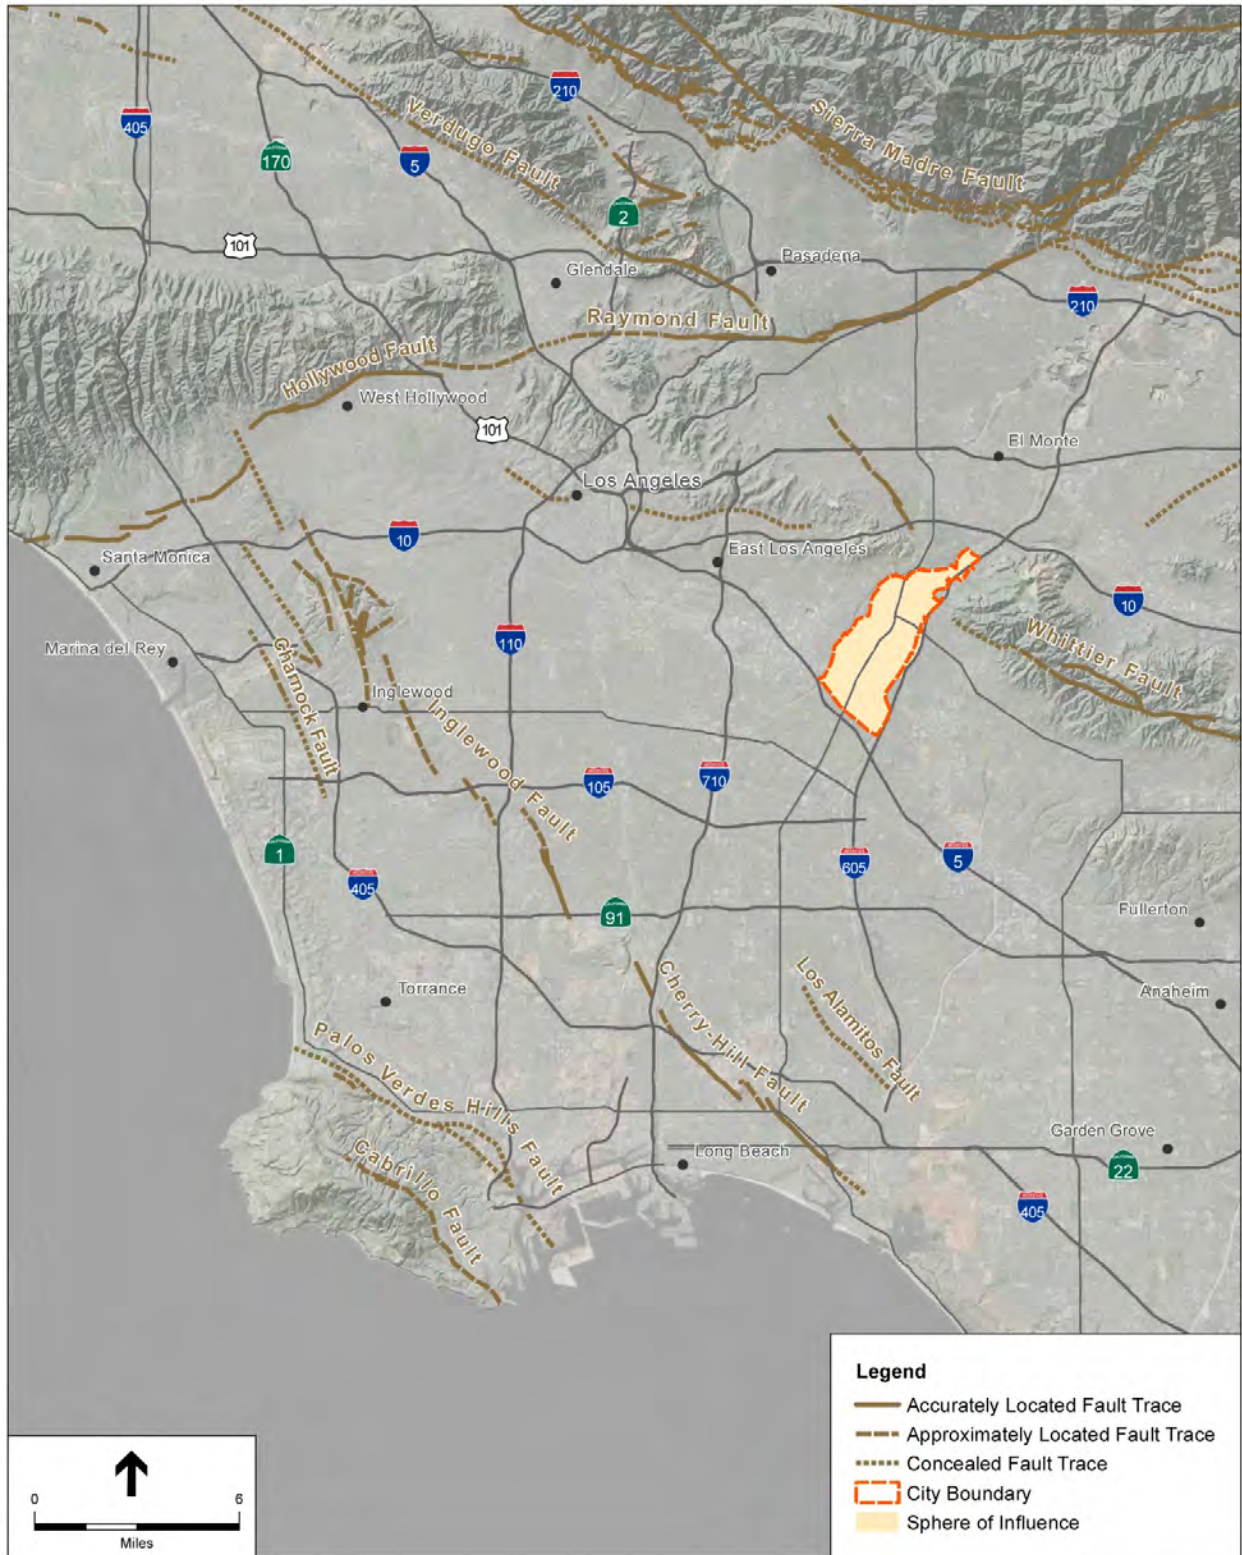 210
405
Verdugo Fault
Sierra Madre Fault
CALIFORNIA
170
5
CALIFORNIA
2
101
Glendale
Pasadena
210
Raymond Fault
Hollywood Fault
West Hollywood
101
El Monte
Los Angeles
10
East Los Angeles
Santa Monica
10
110
Whittier Fault
Marina del Rey
Charnock Fault
Inglewood
Inglewood Fault
105
710
1
405
605
5
91
Fullerton
Cherry-Hill Fault
Los Alamitos Fault
Torrance
Anaheim
Palos Verdes Hills Fault
Garden Grove
Long Beach
22
Cabrillo Fault
405
Legend
Accurately Located Fault Trace
Approximately Located Fault Trace
Concealed Fault Trace
City Boundary
Sphere of Influence
0 6
Miles